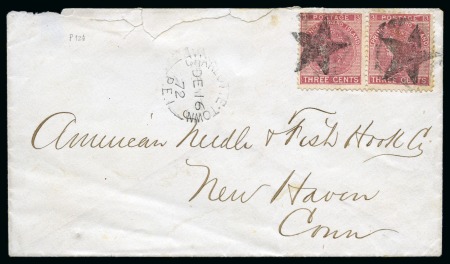 POSTAGE
THREE CENTS
THREE CENTS
DE 16
72
American Needle & Fish Hook Co
New Haven
Conn